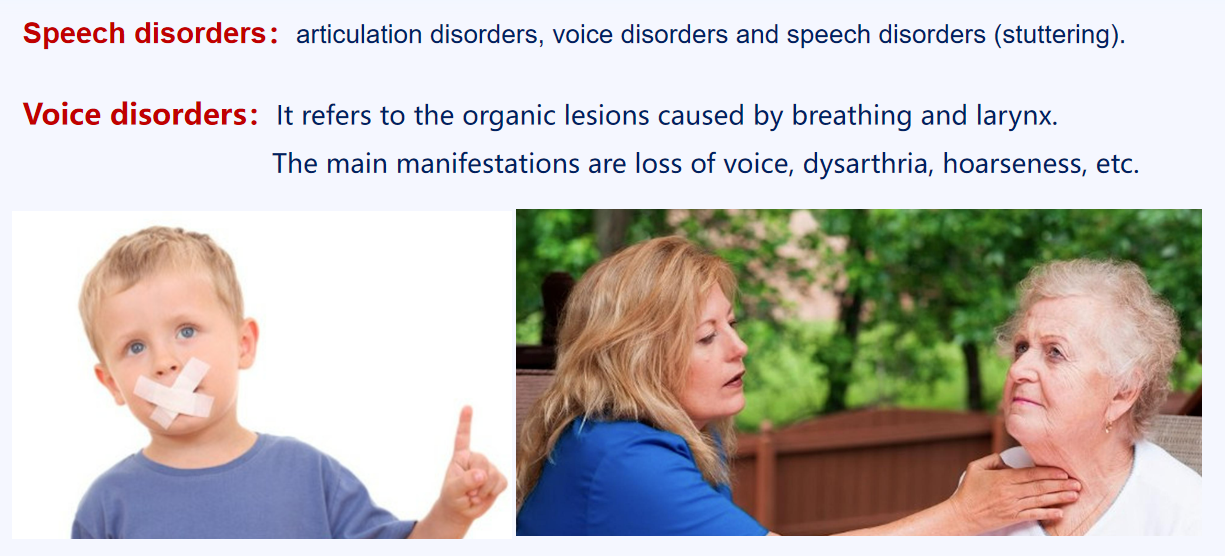 Speech disorders： articulation disorders, voice disorders and speech disorders (stuttering).
Voice disorders： It refers to the organic lesions caused by breathing and larynx.
The main manifestations are loss of voice, dysarthria, hoarseness, etc.